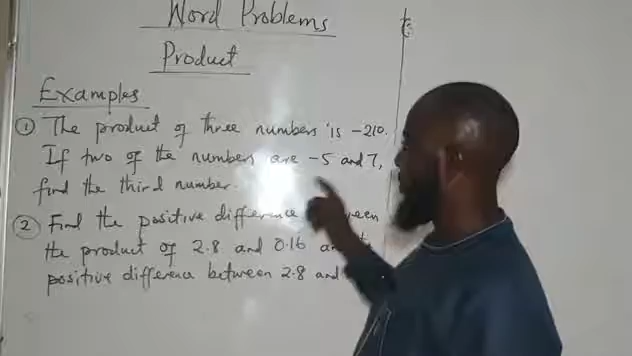 Word Problems
Product
Examples
① The product of three numbers is -210.
If two of the numbers are -5 and 7,
find the third number.
② Find the positive difference
the product of 2.8 and 0.16
positive difference between 2.8 and